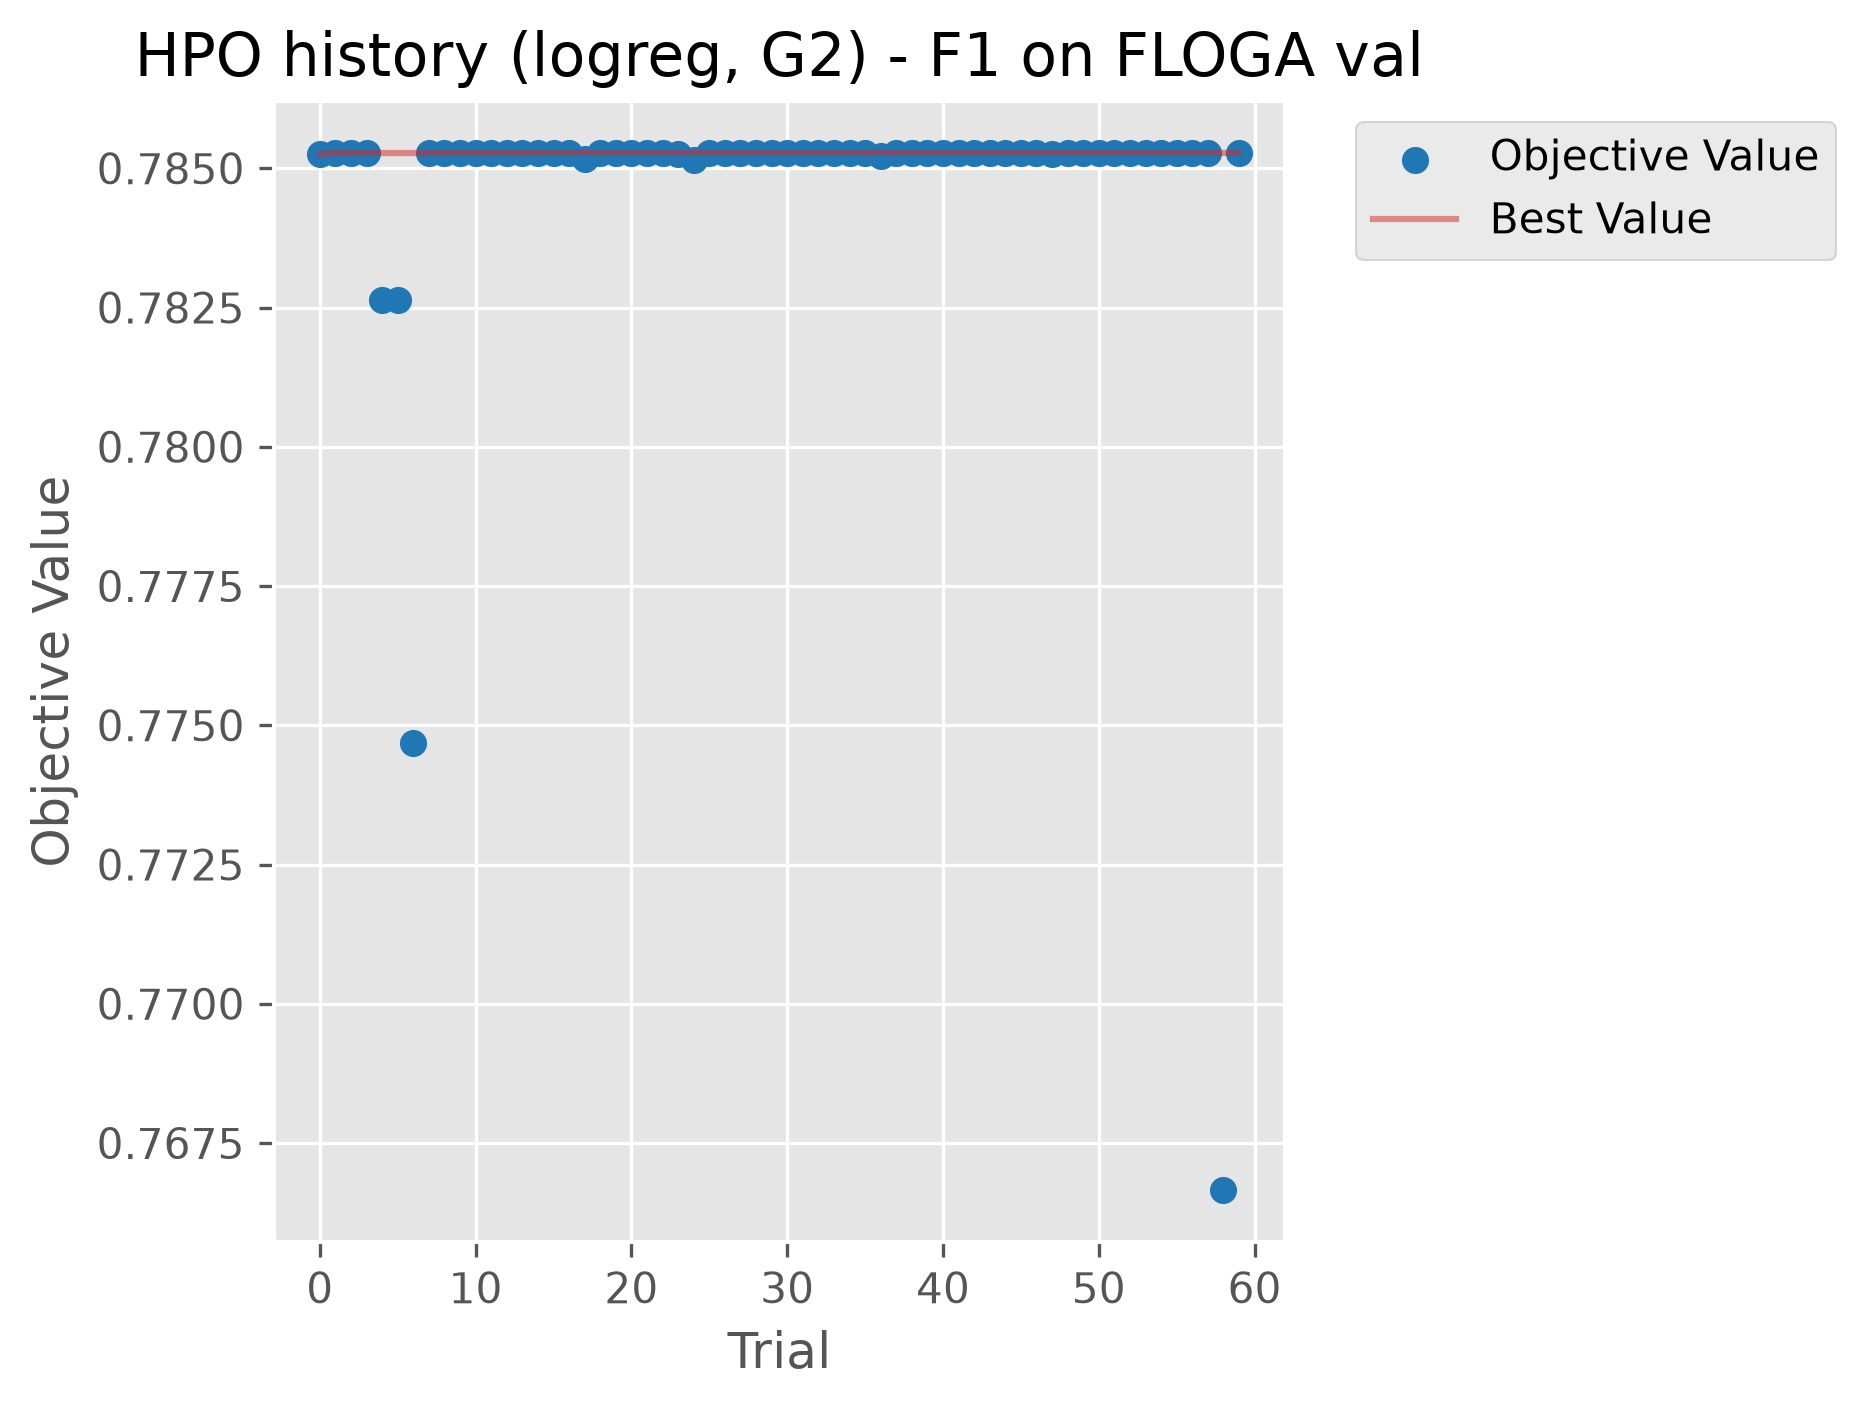 HPO history (logreg, G2) - F1 on FLOGA val
Objective Value
Best Value
0.7850
0.7825
0.7800
0.7775
0.7750
0.7725
0.7700
0.7675
Objective Value
0 10 20 30 40 50 60
Trial